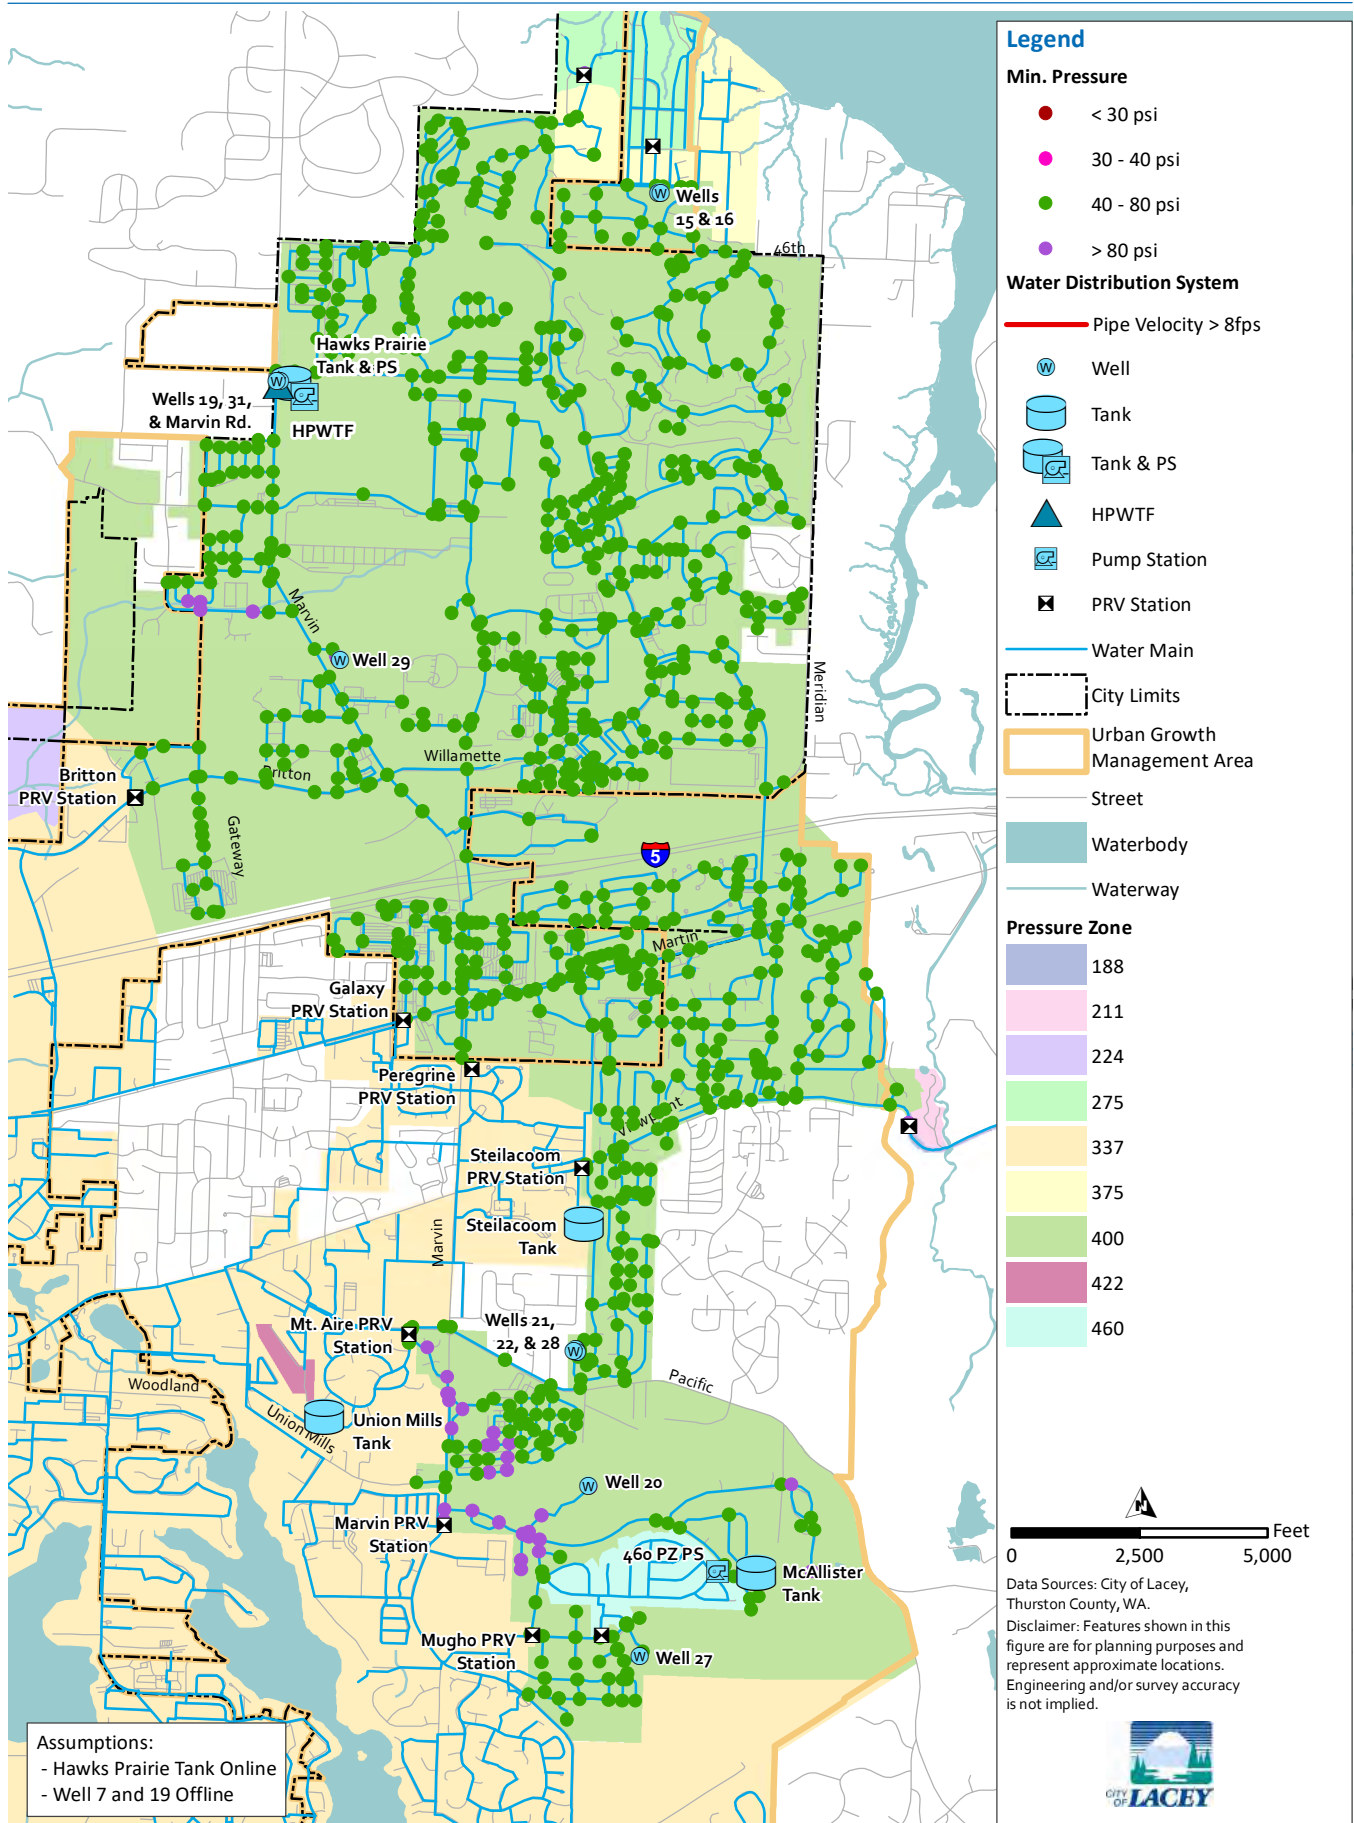 Wells
15 & 16
46th
Hawks Prairie
Tank & PS
Wells 19, 31,
& Marvin Rd.
HPWTF
Marvin
Well 29
Meridian
Willamette
Britton
Britton
PRV Station
Gateway
5
Martin
Galaxy
PRV Station
Peregrine
PRV Station
Viewpoint
Steilacoom
PRV Station
Steilacoom
Tank
Marvin
Wells 21,
22, & 28
Mt. Aire PRV
Station
Pacific
Woodland
Union Mills
Union Mills
Tank
Well 20
Marvin PRV
Station
460 PZ PS
McAllister
Tank
Mugho PRV
Station
Well 27
Assumptions:
- Hawks Prairie Tank Online
- Well 7 and 19 Offline
Legend
Min. Pressure
< 30 psi
30 - 40 psi
40 - 80 psi
> 80 psi
Water Distribution System
Pipe Velocity > 8fps
W Well
Tank
Tank & PS
HPWTF
Pump Station
PRV Station
Water Main
City Limits
Urban Growth
Management Area
Street
Waterbody
Waterway
Pressure Zone
188
211
224
275
337
375
400
422
460
N
Feet
0 2,500 5,000
Data Sources: City of Lacey,
Thurston County, WA.
Disclaimer: Features shown in this
figure are for planning purposes and
represent approximate locations.
Engineering and/or survey accuracy
is not implied.
CITY OF LACEY